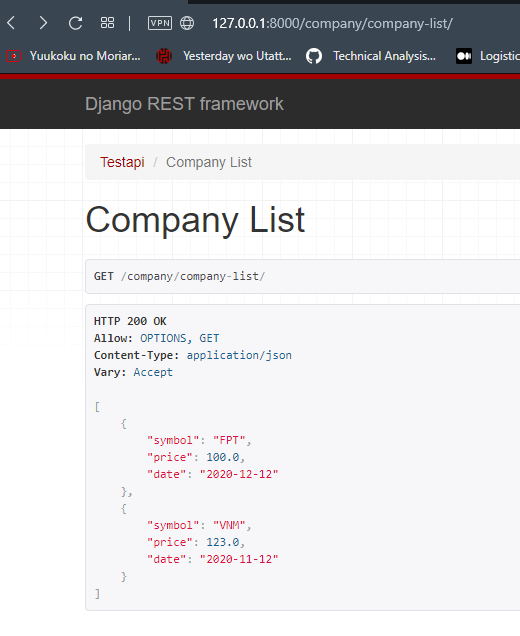 VPN 127.0.0.1:8000/company/company-list/
Yuukoku no Moriar... Yesterday wo Utatt... Technical Analysis... Logistic
Django REST framework
Testapi / Company List
Company List
GET /company/company-list/
HTTP 200 OK
Allow: OPTIONS, GET
Content-Type: application/json
Vary: Accept
[
    {
        "symbol": "FPT",
        "price": 100.0,
        "date": "2020-12-12"
    },
    {
        "symbol": "VNM",
        "price": 123.0,
        "date": "2020-11-12"
    }
]